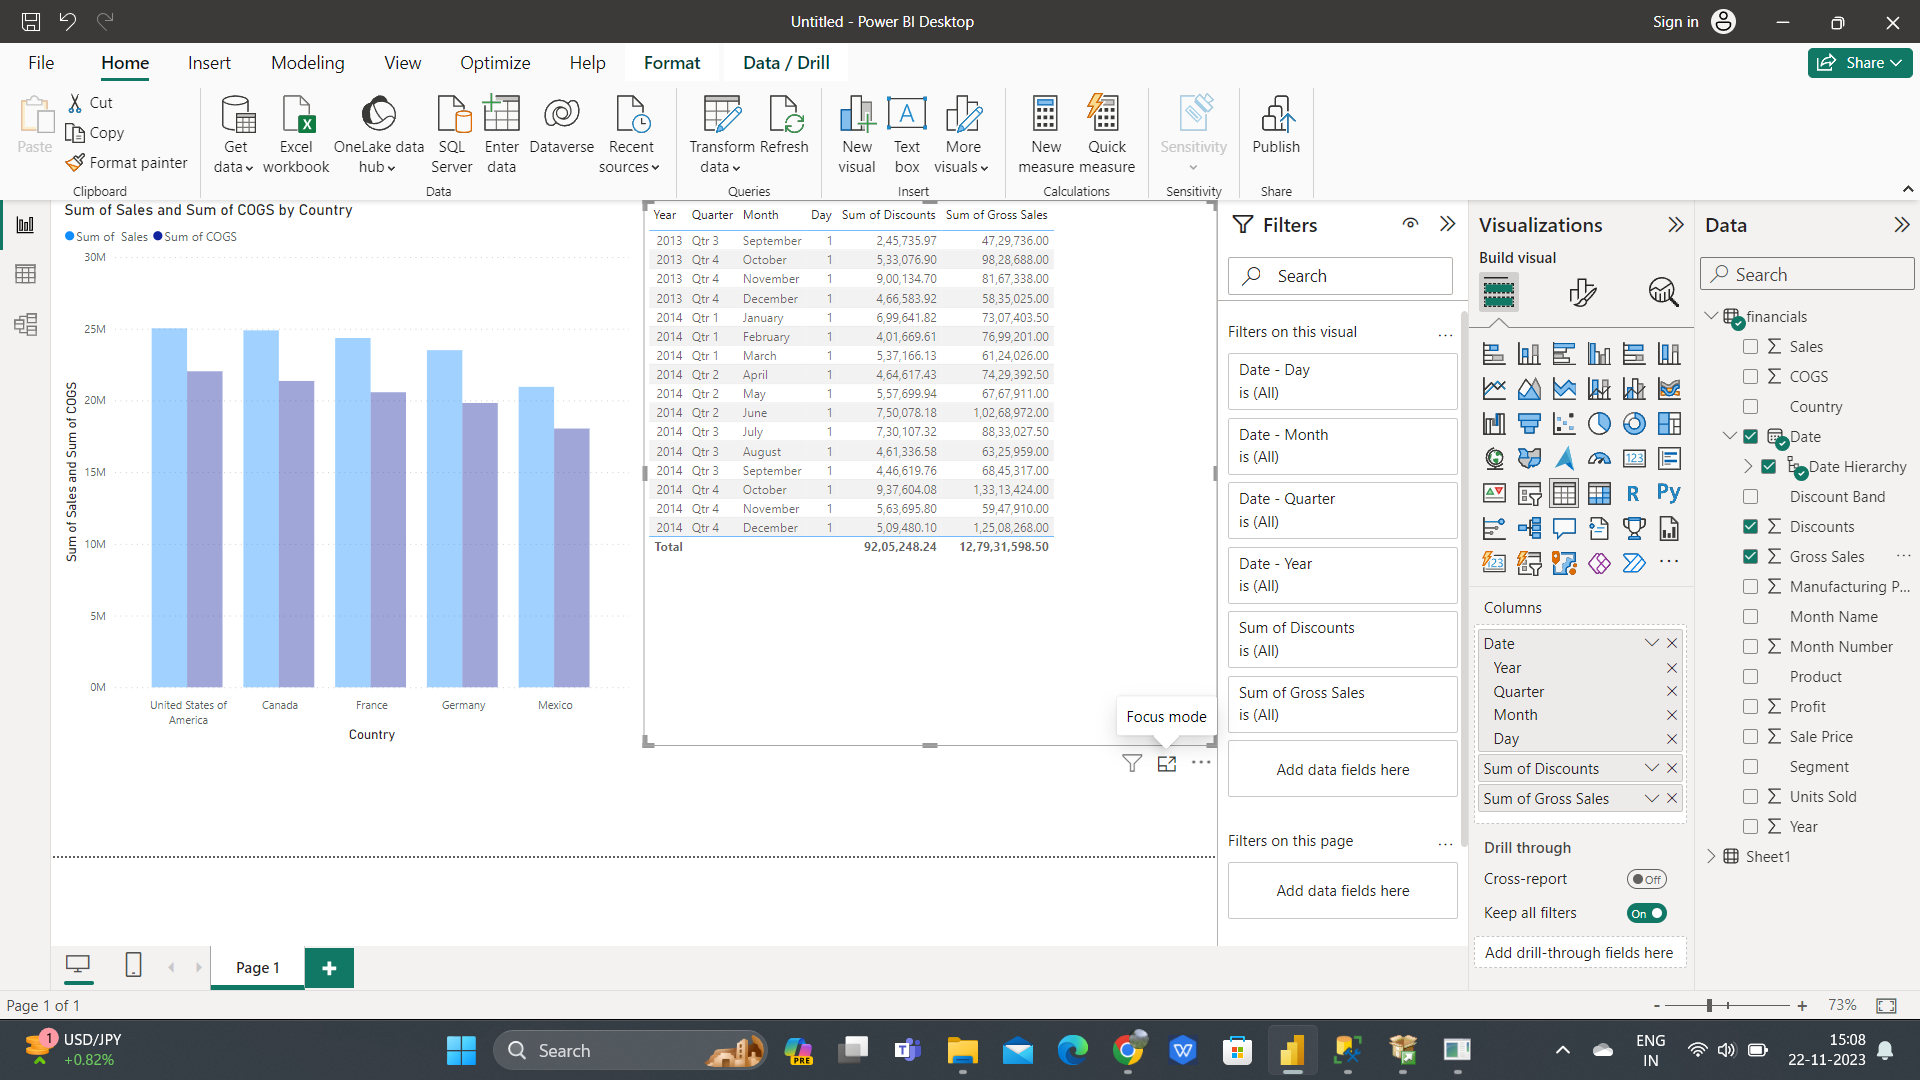 Untitled - Power BI Desktop
Sign in
File Home Insert Modeling View Optimize Help Format Data / Drill
Share
Paste
Cut
Copy
Format painter
Clipboard
Get data
Excel workbook
OneLake data hub
SQL Server
Enter data
Dataverse
Recent sources
Data
Transform data
Refresh
Queries
New visual
Text box
More visuals
Insert
New measure
Quick measure
Calculations
Sensitivity
Sensitivity
Publish
Share
Sum of Sales and Sum of COGS by Country
Sum of Sales Sum of COGS
30M
25M
20M
15M
10M
5M
0M
Sum of Sales and Sum of COGS
United States of America
Canada
France
Germany
Mexico
Country
Year Quarter Month Day Sum of Discounts Sum of Gross Sales
2013 Qtr 3 September 1 2,45,735.97 47,29,736.00
2013 Qtr 4 October 1 5,33,076.90 98,28,688.00
2013 Qtr 4 November 1 9,00,134.70 81,67,338.00
2013 Qtr 4 December 1 4,66,583.92 58,35,025.00
2014 Qtr 1 January 1 6,99,641.82 73,07,403.50
2014 Qtr 1 February 1 4,01,669.61 76,99,201.00
2014 Qtr 1 March 1 5,37,166.13 61,24,026.00
2014 Qtr 2 April 1 4,64,617.43 74,29,392.50
2014 Qtr 2 May 1 5,57,699.94 67,67,911.00
2014 Qtr 2 June 1 7,50,078.18 1,02,68,972.00
2014 Qtr 3 July 1 7,30,107.32 88,33,027.50
2014 Qtr 3 August 1 4,61,336.58 63,25,959.00
2014 Qtr 3 September 1 4,46,619.76 68,45,317.00
2014 Qtr 4 October 1 9,37,604.08 1,33,13,424.00
2014 Qtr 4 November 1 5,63,695.80 59,47,910.00
2014 Qtr 4 December 1 5,09,480.10 1,25,08,268.00
Total 92,05,248.24 12,79,31,598.50
Focus mode
Filters
Search
Filters on this visual
Date - Day
is (All)
Date - Month
is (All)
Date - Quarter
is (All)
Date - Year
is (All)
Sum of Discounts
is (All)
Sum of Gross Sales
is (All)
Add data fields here
Filters on this page
Add data fields here
Visualizations
Build visual
123
R
Py
123
Columns
Date
Year
Quarter
Month
Day
Sum of Discounts
Sum of Gross Sales
Drill through
Cross-report
Off
Keep all filters
On
Add drill-through fields here
Data
Search
financials
Sales
COGS
Country
Date
Date Hierarchy
Discount Band
Discounts
Gross Sales
Manufacturing P...
Month Name
Month Number
Product
Profit
Sale Price
Segment
Units Sold
Year
Sheet1
Page 1
Page 1 of 1
73%
1
USD/JPY
+0.82%
Search
PRE
ENG
IN
15:08
22-11-2023